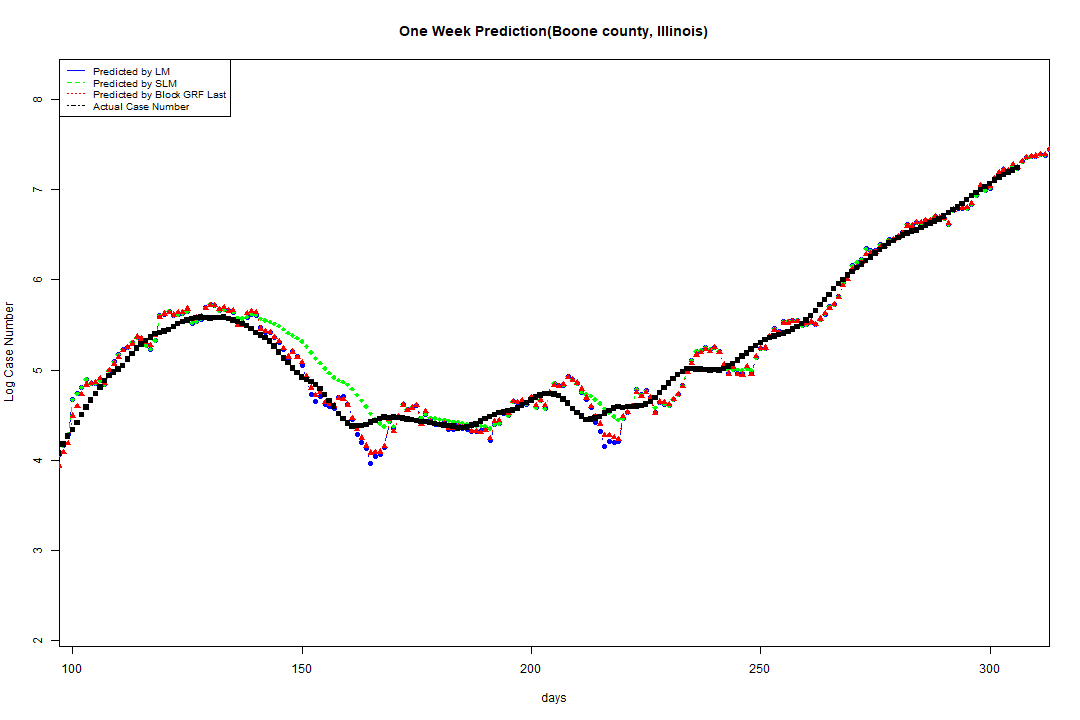 One Week Prediction(Boone county, Illinois)
Predicted by LM
Predicted by SLM
Predicted by Block GRF Last
Actual Case Number
8
7
6
5
4
3
2
Log Case Number
100 150 200 250 300
days